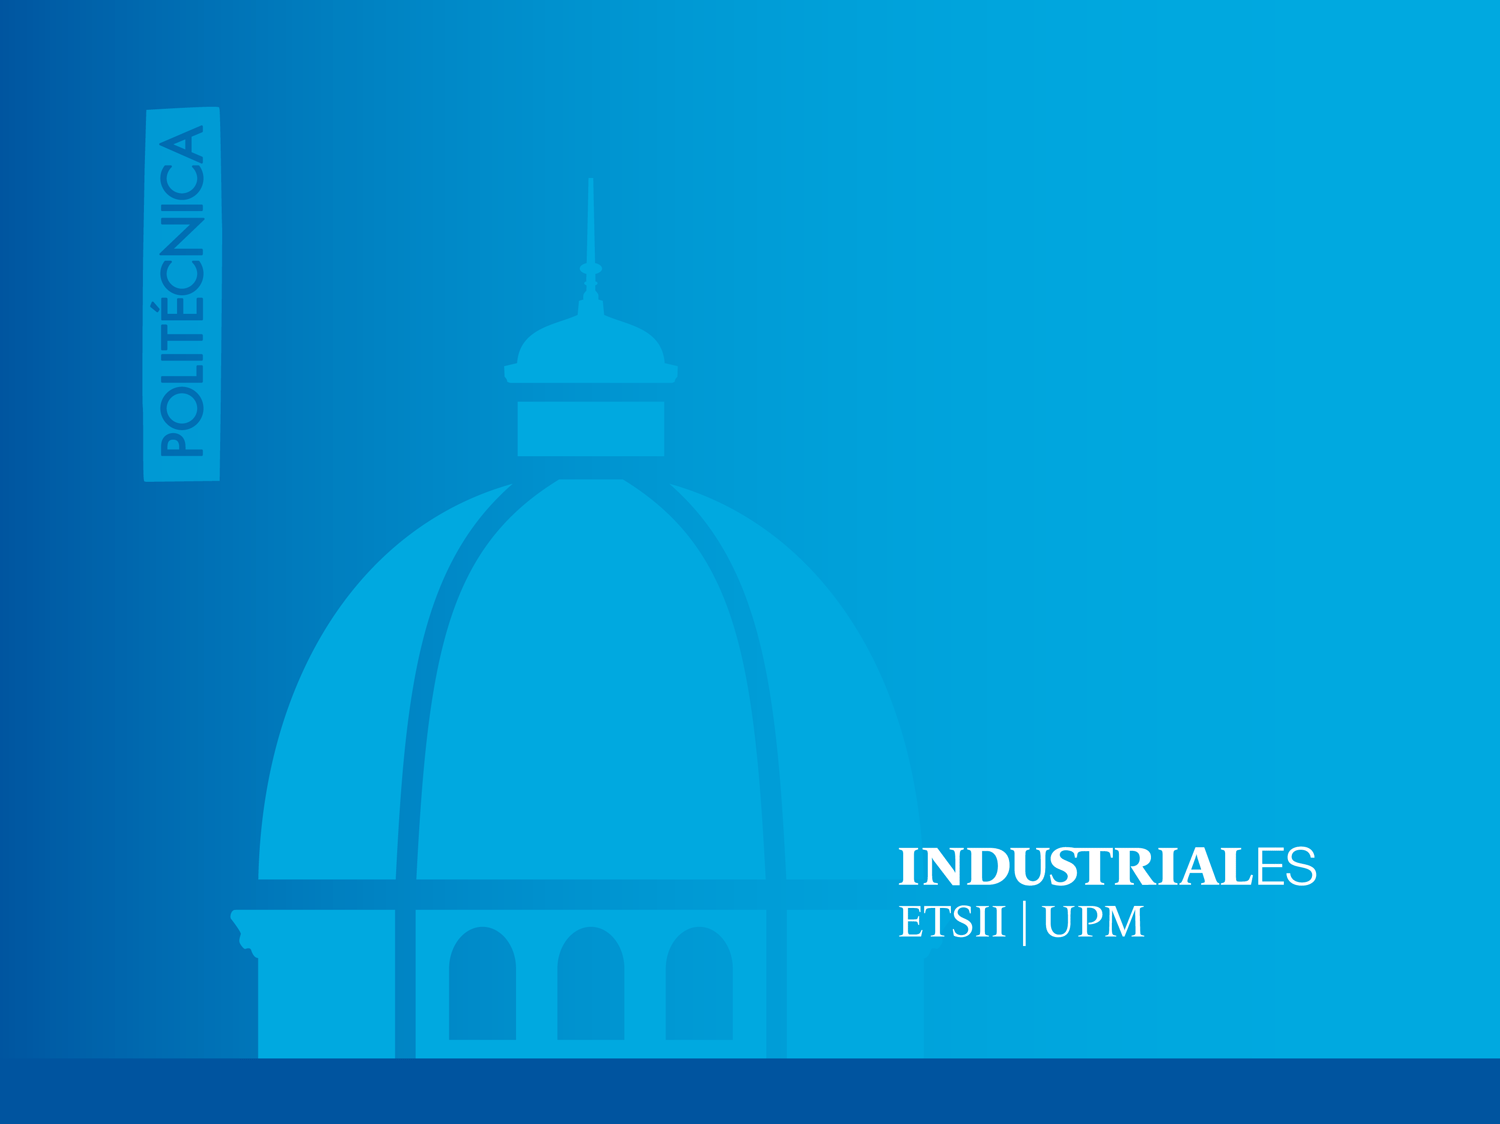 POLITÉCNICA
INDUSTRIALES
ETSII | UPM